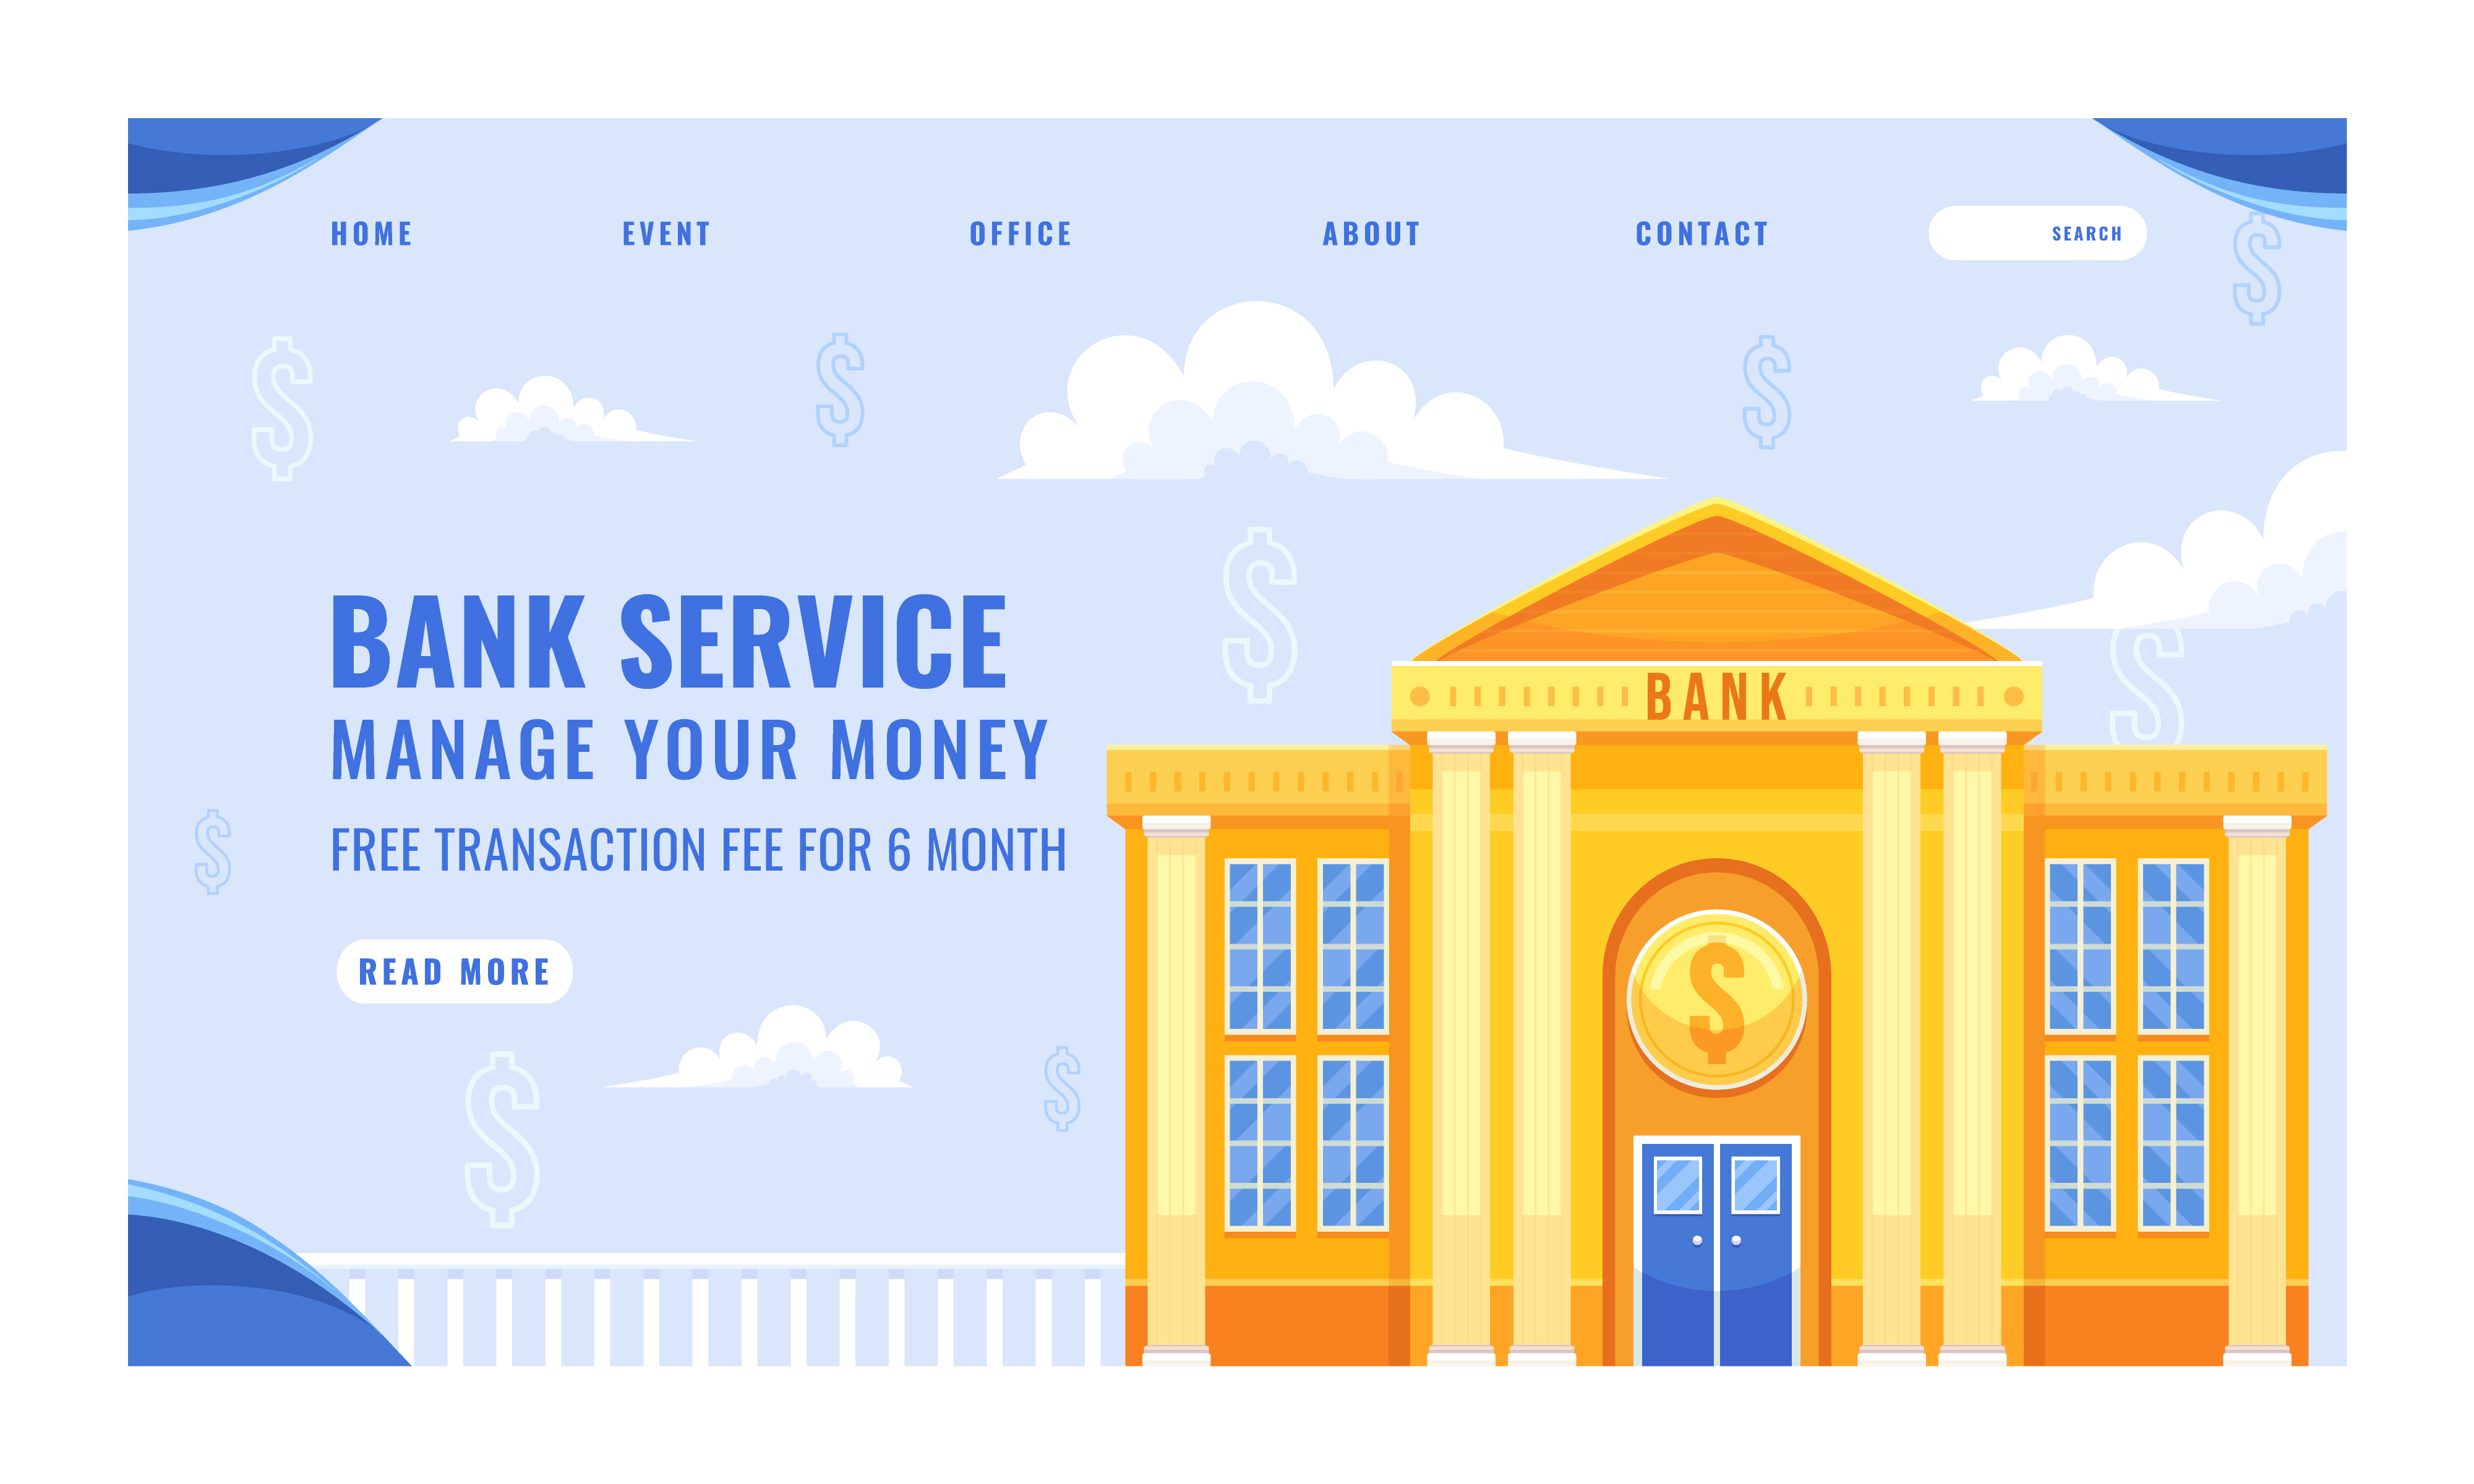 HOME EVENT OFFICE ABOUT CONTACT SEARCH
BANK SERVICE
MANAGE YOUR MONEY
FREE TRANSACTION FEE FOR 6 MONTH
READ MORE
BANK